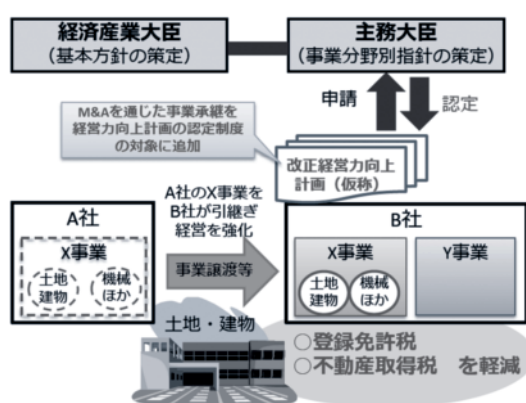 経済産業大臣
(基本方針の策定)
主務大臣
(事業分野別指針の策定)
申請
認定
M&Aを通じた事業承継を
経営力向上計画の認定制度
の対象に追加
改正経営力向上
計画（仮称）
A社
X事業
土地
建物
機械
ほか
A社のX事業を
B社が引継ぎ
経営を強化
事業譲渡等
B社
X事業
土地
建物
機械
ほか
Y事業
土地・建物
○登録免許税
○不動産取得税 を軽減